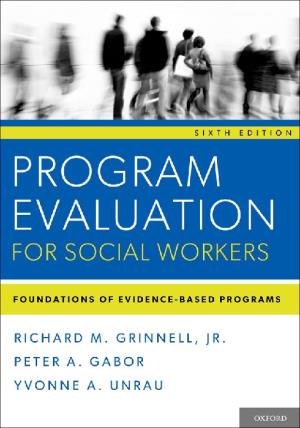 SIXTH EDITION
PROGRAM
EVALUATION
FOR SOCIAL WORKERS
FOUNDATIONS OF EVIDENCE-BASED PROGRAMS
RICHARD M. GRINNELL, JR.
PETER A. GABOR
YVONNE A. UNRAU
OXFORD